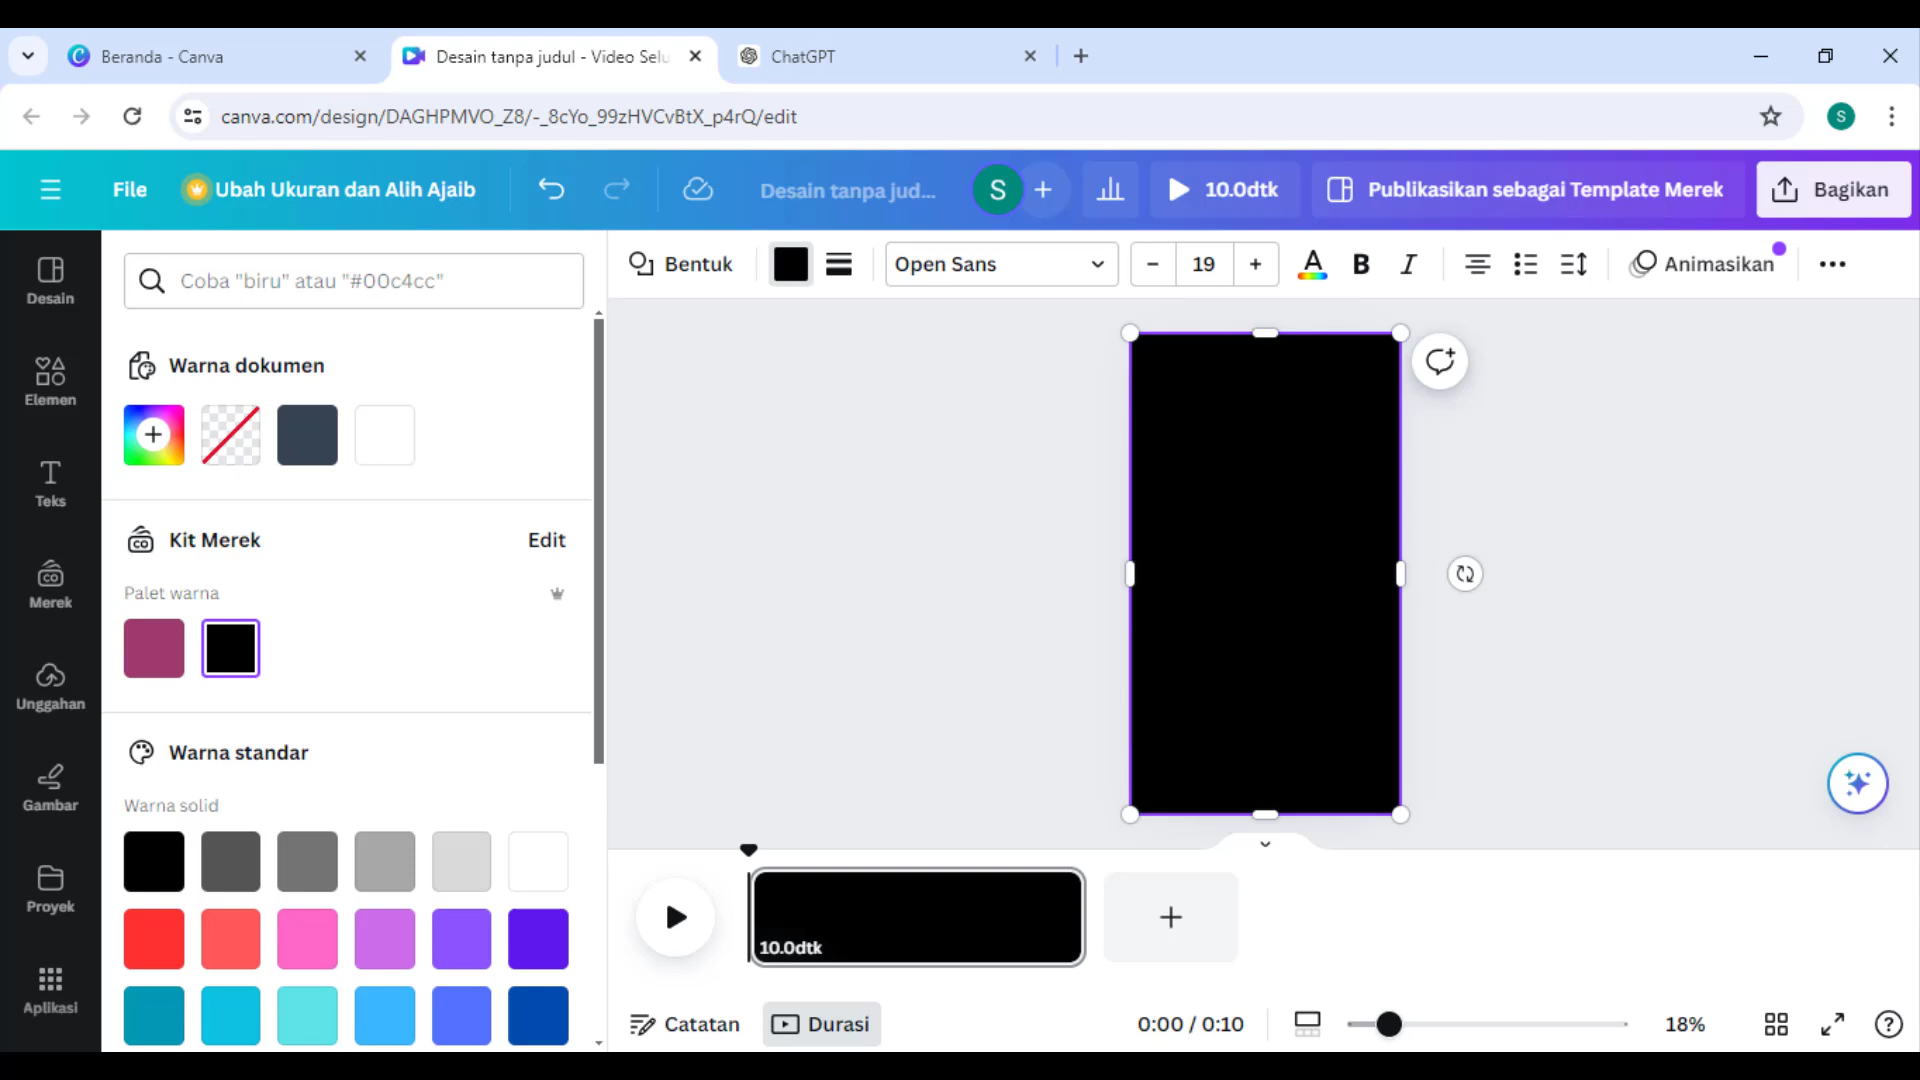 Beranda - Canva
Desain tanpa judul - Video Selu
ChatGPT
canva.com/design/DAGHPMVO_Z8/-_8cYo_99zHVCvBtX_p4rQ/edit
S
File
Ubah Ukuran dan Alih Ajaib
Desain tanpa jud...
S
10.0dtk
Publikasikan sebagai Template Merek
Bagikan
Desain
Elemen
Teks
Merek
Unggahan
Gambar
Proyek
Aplikasi
Coba "biru" atau "#00c4cc"
Warna dokumen
Kit Merek
Edit
Palet warna
Warna standar
Warna solid
Bentuk
Open Sans
19
A
B
I
Animasikan
10.0dtk
Catatan
Durasi
0:00 / 0:10
18%